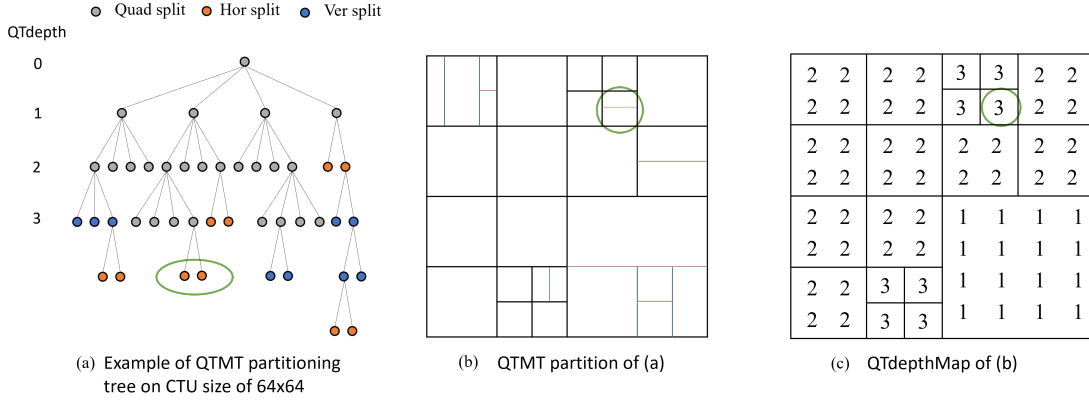 Quad split Hor split Ver split
QTdepth
0
1
2
3
2 2 2 2 3 3 2 2
2 2 2 2 3 3 2 2
2 2 2 2 2 2 2 2
2 2 2 2 2 2 2 2
2 2 2 2 1 1 1 1
2 2 2 2 1 1 1 1
2 2 3 3 1 1 1 1
2 2 3 3 1 1 1 1
(a) Example of QTMT partitioning
tree on CTU size of 64x64
(b) QTMT partition of (a)
(c) QTdepthMap of (b)